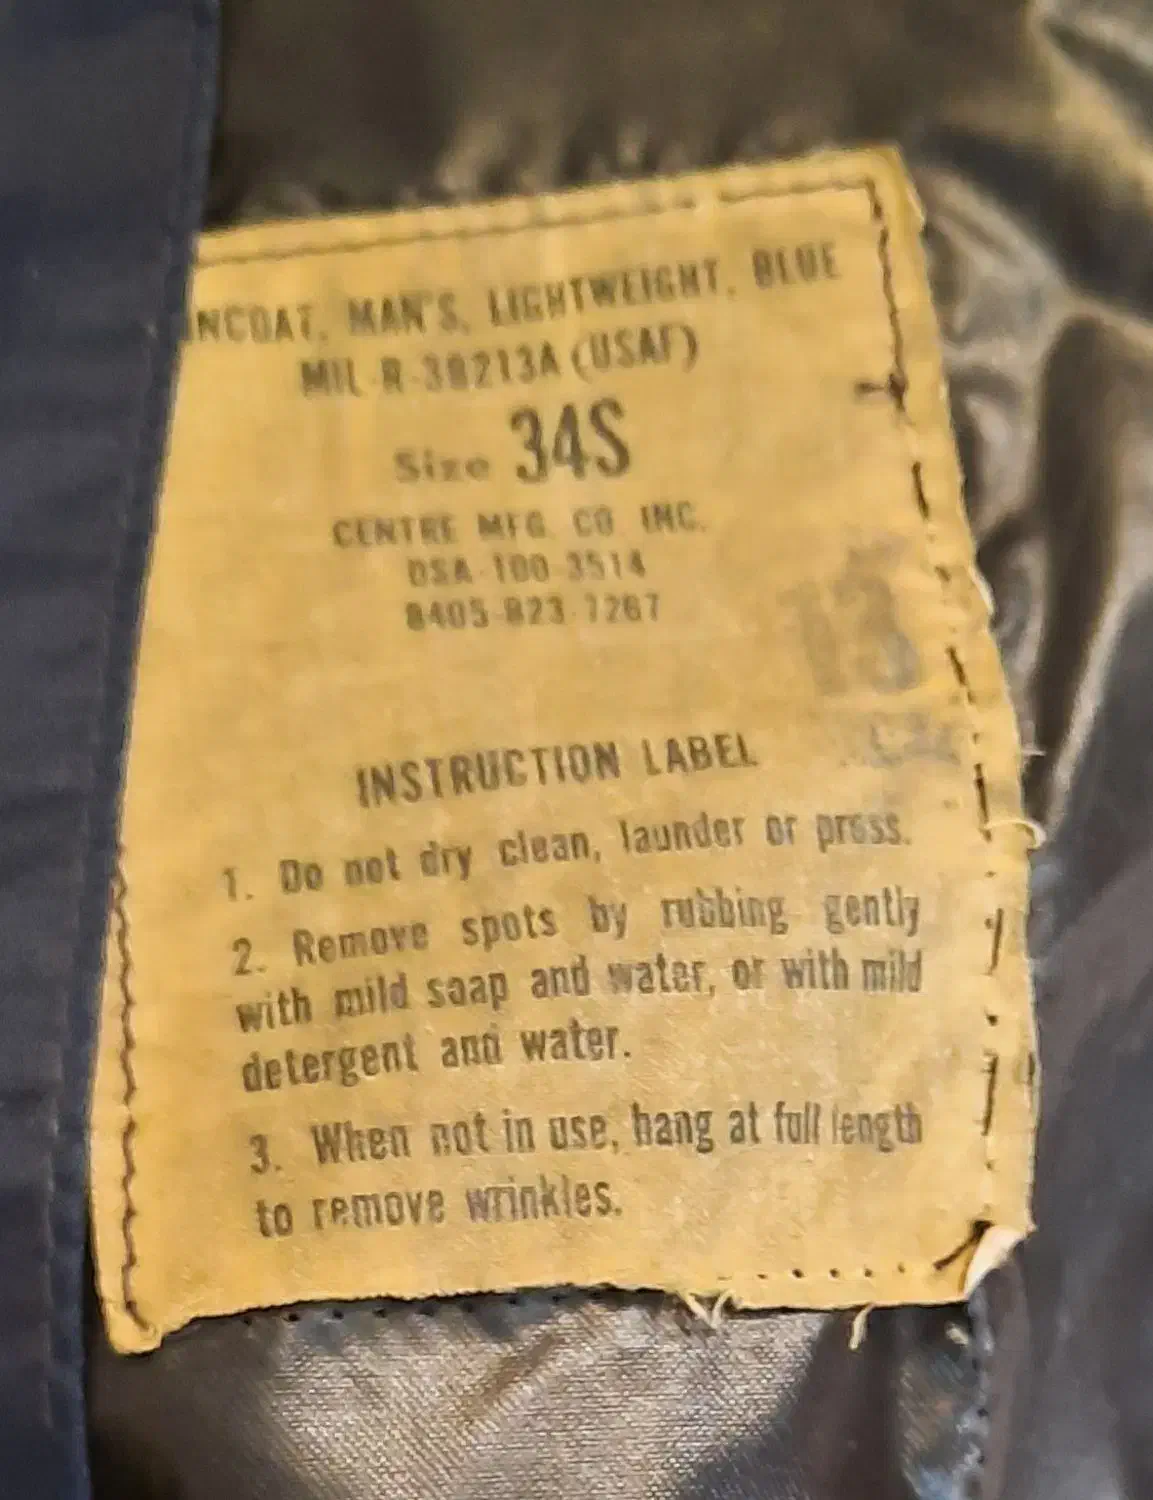 NCOAT, MAN'S, LIGHTWEIGHT, BLUE
MIL-R-38213A (USAF)
Size 34S
CENTRE MFG. CO INC.
DSA-100-3514
8405-823-7267
13
INSTRUCTION LABEL
1. Do not dry clean, launder or press.
2. Remove spots by rubbing gently
with mild soap and water, or with mild
detergent and water.
3. When not in use, hang at full length
to remove wrinkles.